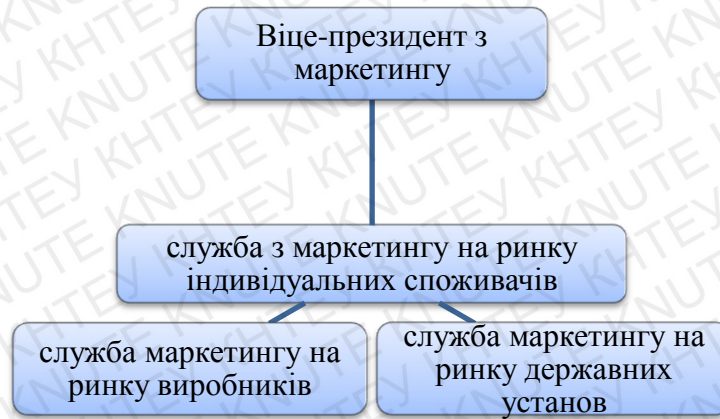 Віце-президент з
маркетингу
служба з маркетингу на ринку
індивідуальних споживачів
служба маркетингу на
ринку виробників
служба маркетингу на
ринку державних
установ